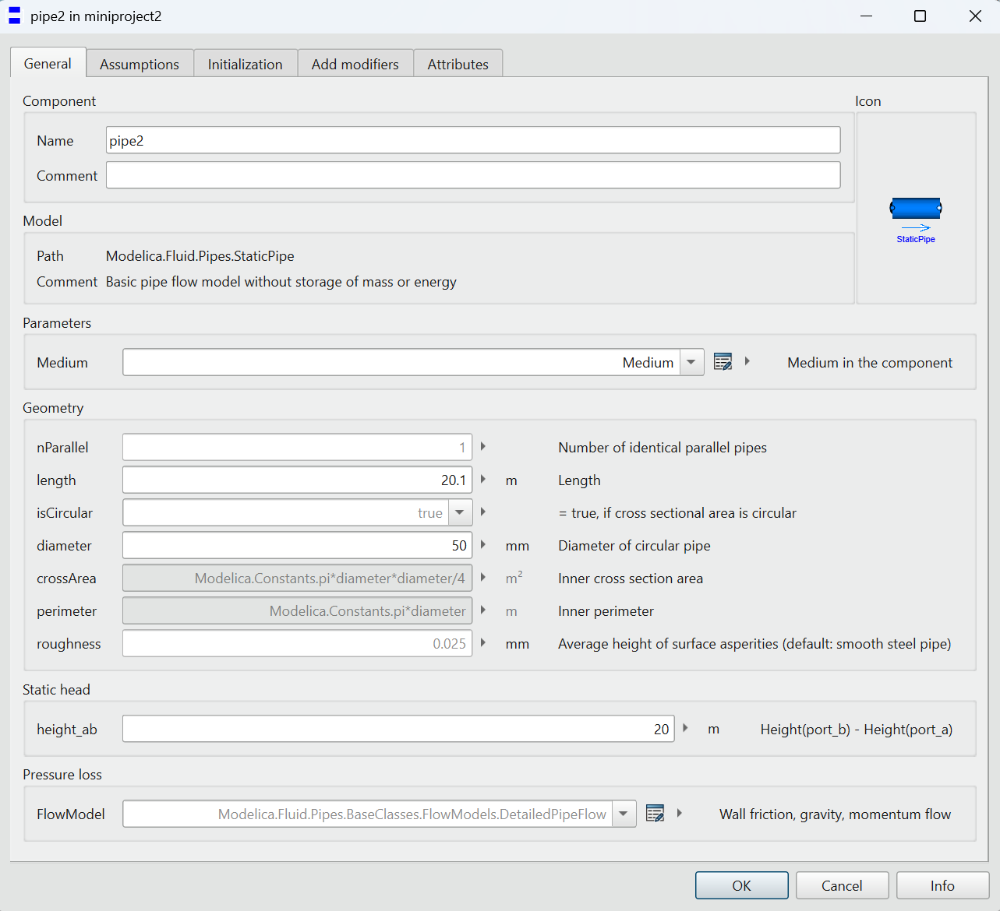 pipe2 in miniproject2
General Assumptions Initialization Add modifiers Attributes
Component
Icon
Name pipe2
Comment
StaticPipe
Model
Path Modelica.Fluid.Pipes.StaticPipe
Comment Basic pipe flow model without storage of mass or energy
Parameters
Medium Medium Medium in the component
Geometry
nParallel 1 Number of identical parallel pipes
length 20.1 m Length
isCircular true = true, if cross sectional area is circular
diameter 50 mm Diameter of circular pipe
crossArea Modelica.Constants.pi*diameter*diameter/4 m² Inner cross section area
perimeter Modelica.Constants.pi*diameter m Inner perimeter
roughness 0.025 mm Average height of surface asperities (default: smooth steel pipe)
Static head
height_ab 20 m Height(port_b) - Height(port_a)
Pressure loss
FlowModel Modelica.Fluid.Pipes.BaseClasses.FlowModels.DetailedPipeFlow Wall friction, gravity, momentum flow
OK Cancel Info